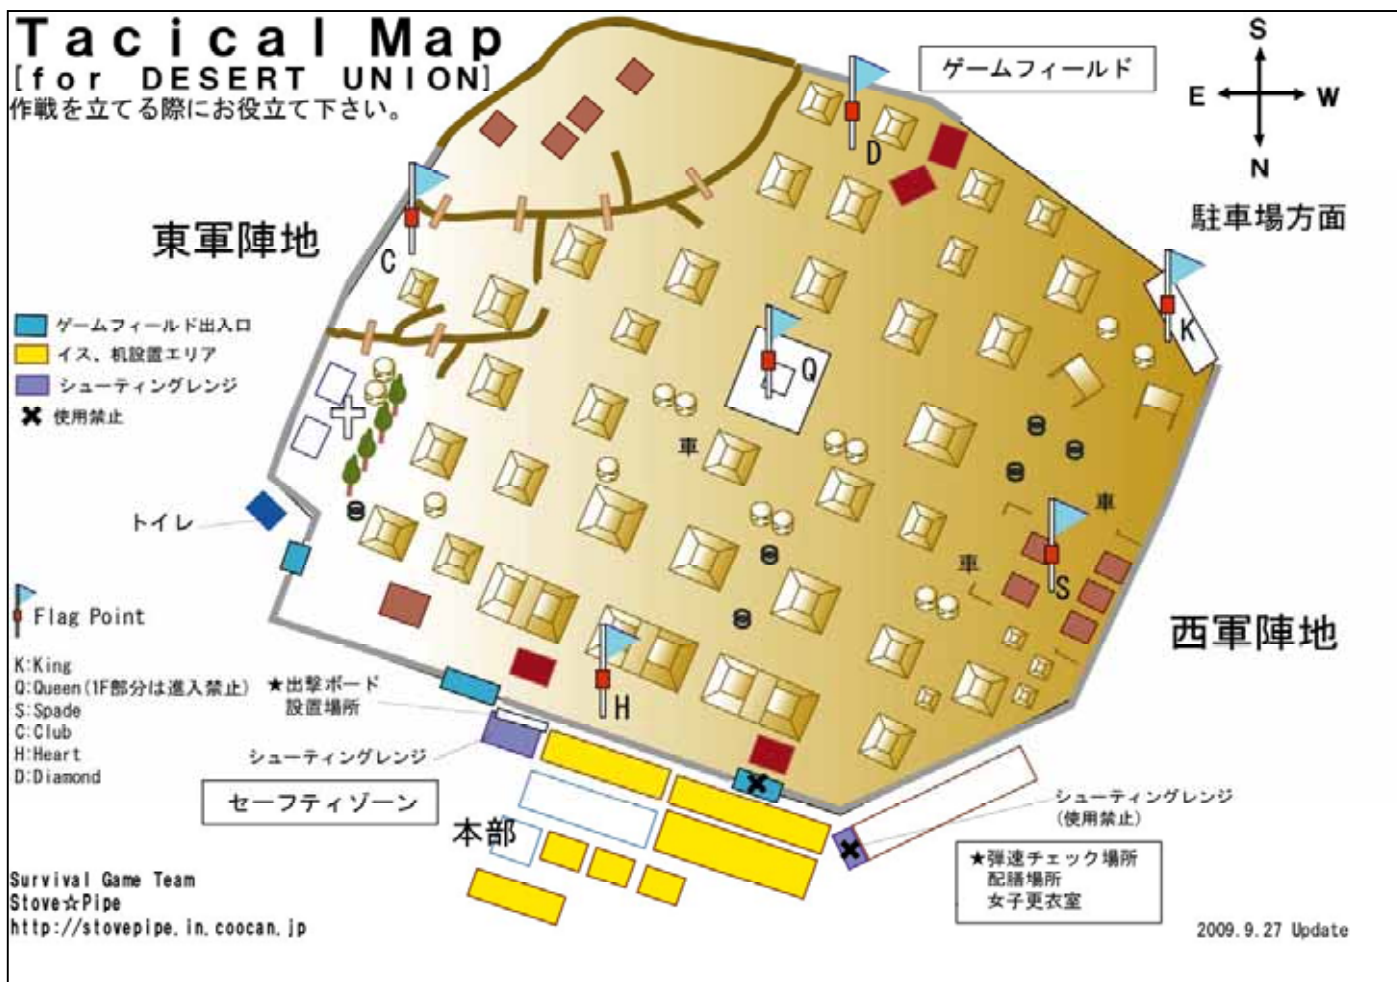 Tacical Map
[for DESERT UNION]
作戦を立てる際にお役立て下さい。
ゲームフィールド
S
E
W
N
駐車場方面
東軍陣地
D
C
K
Q
ゲームフィールド出入口
イス、机設置エリア
シューティングレンジ
使用禁止
車
車
車
トイレ
S
西軍陣地
Flag Point
K:King
Q:Queen(1F部分は進入禁止)
S:Spade
C:Club
H:Heart
D:Diamond
★出撃ボード
設置場所
H
シューティングレンジ
セーフティゾーン
本部
シューティングレンジ
(使用禁止)
★弾速チェック場所
配膳場所
女子更衣室
Survival Game Team
Stove☆Pipe
http://stovepipe.in.coocan.jp
2009.9.27 Update